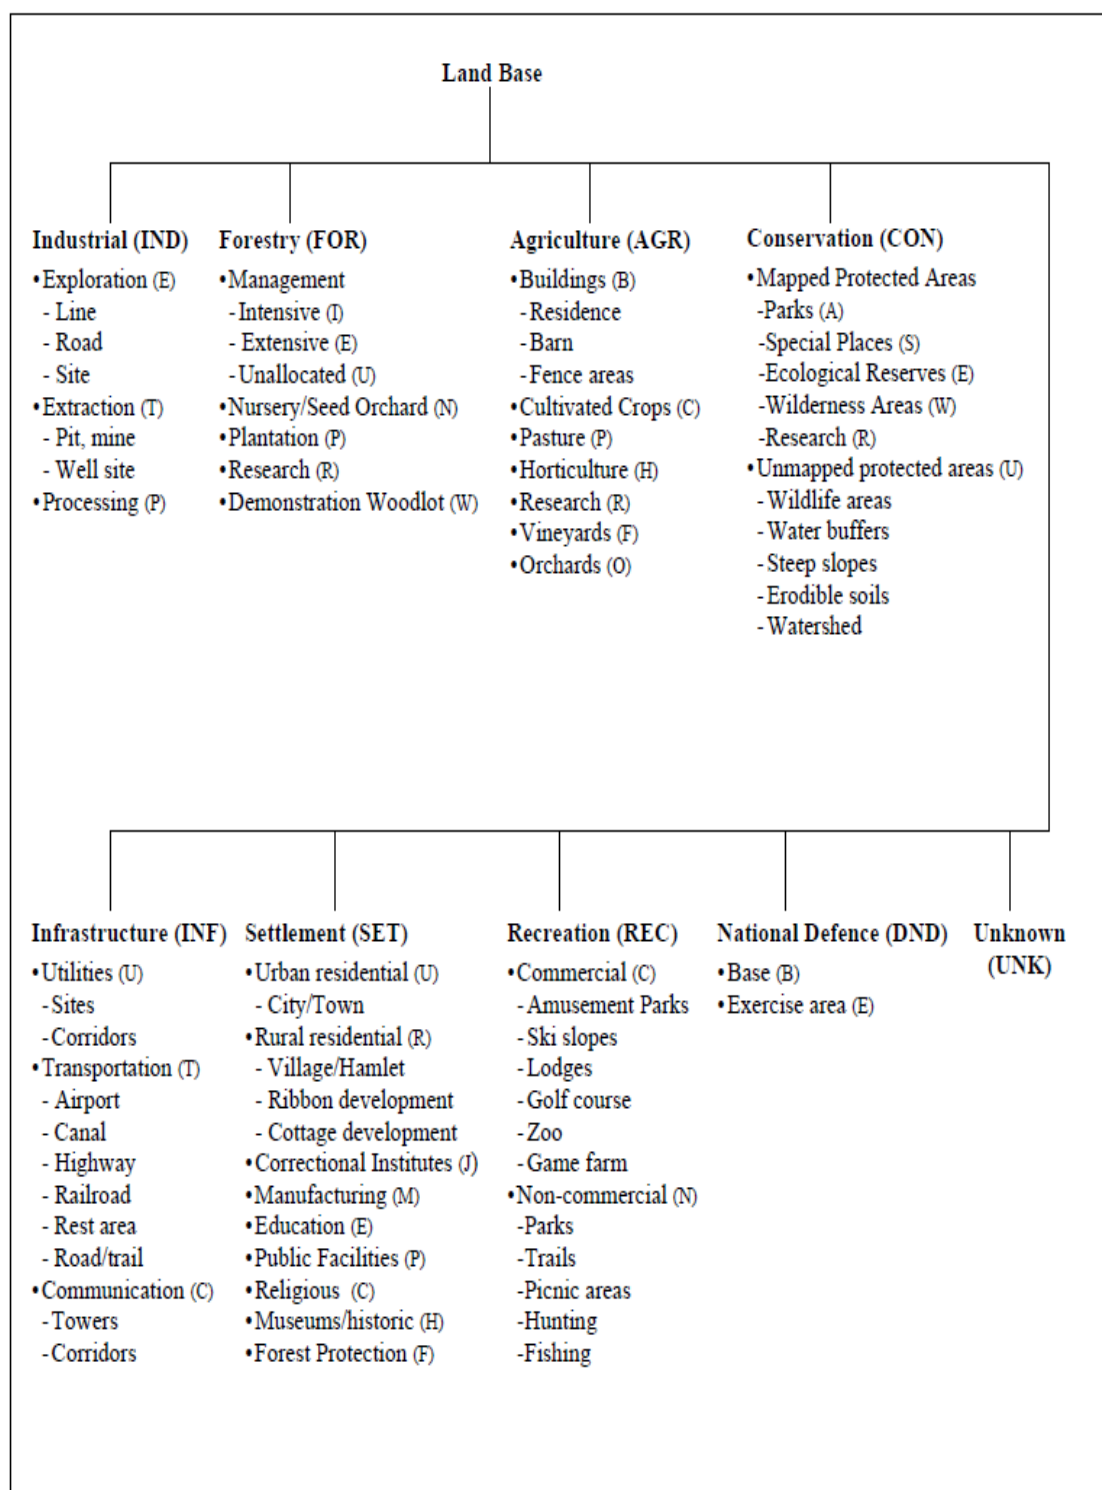 Land Base
Industrial (IND)
•Exploration (E)
- Line
- Road
- Site
•Extraction (T)
- Pit, mine
- Well site
•Processing (P)
Forestry (FOR)
•Management
- Intensive (I)
- Extensive (E)
- Unallocated (U)
•Nursery/Seed Orchard (N)
•Plantation (P)
•Research (R)
•Demonstration Woodlot (W)
Agriculture (AGR)
•Buildings (B)
- Residence
- Barn
- Fence areas
•Cultivated Crops (C)
•Pasture (P)
•Horticulture (H)
•Research (R)
•Vineyards (F)
•Orchards (O)
Conservation (CON)
•Mapped Protected Areas
-Parks (A)
-Special Places (S)
-Ecological Reserves (E)
-Wilderness Areas (W)
-Research (R)
•Unmapped protected areas (U)
- Wildlife areas
- Water buffers
- Steep slopes
- Erodible soils
- Watershed
Infrastructure (INF)
•Utilities (U)
- Sites
- Corridors
•Transportation (T)
- Airport
- Canal
- Highway
- Railroad
- Rest area
- Road/trail
•Communication (C)
- Towers
- Corridors
Settlement (SET)
•Urban residential (U)
- City/Town
•Rural residential (R)
- Village/Hamlet
- Ribbon development
- Cottage development
•Correctional Institutes (J)
•Manufacturing (M)
•Education (E)
•Public Facilities (P)
•Religious (C)
•Museums/historic (H)
•Forest Protection (F)
Recreation (REC)
•Commercial (C)
- Amusement Parks
- Ski slopes
- Lodges
- Golf course
- Zoo
- Game farm
•Non-commercial (N)
-Parks
-Trails
-Picnic areas
-Hunting
-Fishing
National Defence (DND)
•Base (B)
•Exercise area (E)
Unknown
(UNK)